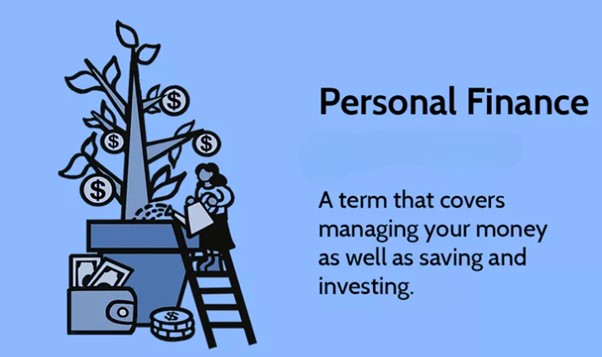 Personal Finance
A term that covers
managing your money
as well as saving and
investing.
$
$
$
$
$